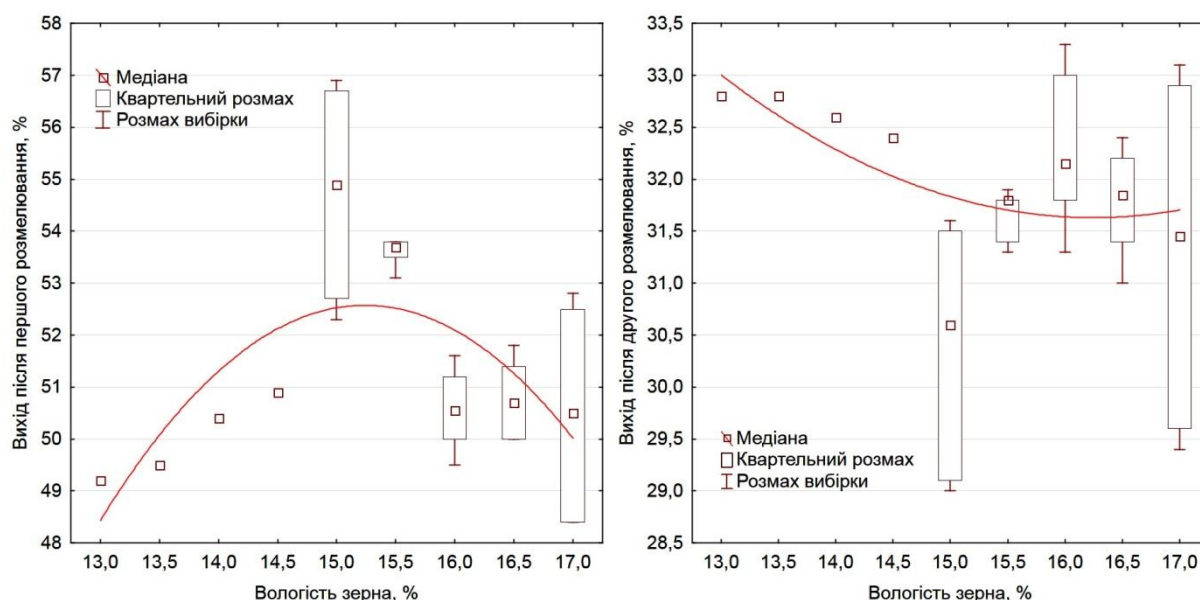 Вихід після першого розмелювання, %
58
57
56
55
54
53
52
51
50
49
48
Медіана
Квартельний розмах
Розмах вибірки
13,0 13,5 14,0 14,5 15,0 15,5 16,0 16,5 17,0
Вологість зерна, %
Вихід після другого розмелювання, %
33,5
33,0
32,5
32,0
31,5
31,0
30,5
30,0
29,5
29,0
28,5
Медіана
Квартельний розмах
Розмах вибірки
13,0 13,5 14,0 14,5 15,0 15,5 16,0 16,5 17,0
Вологість зерна, %